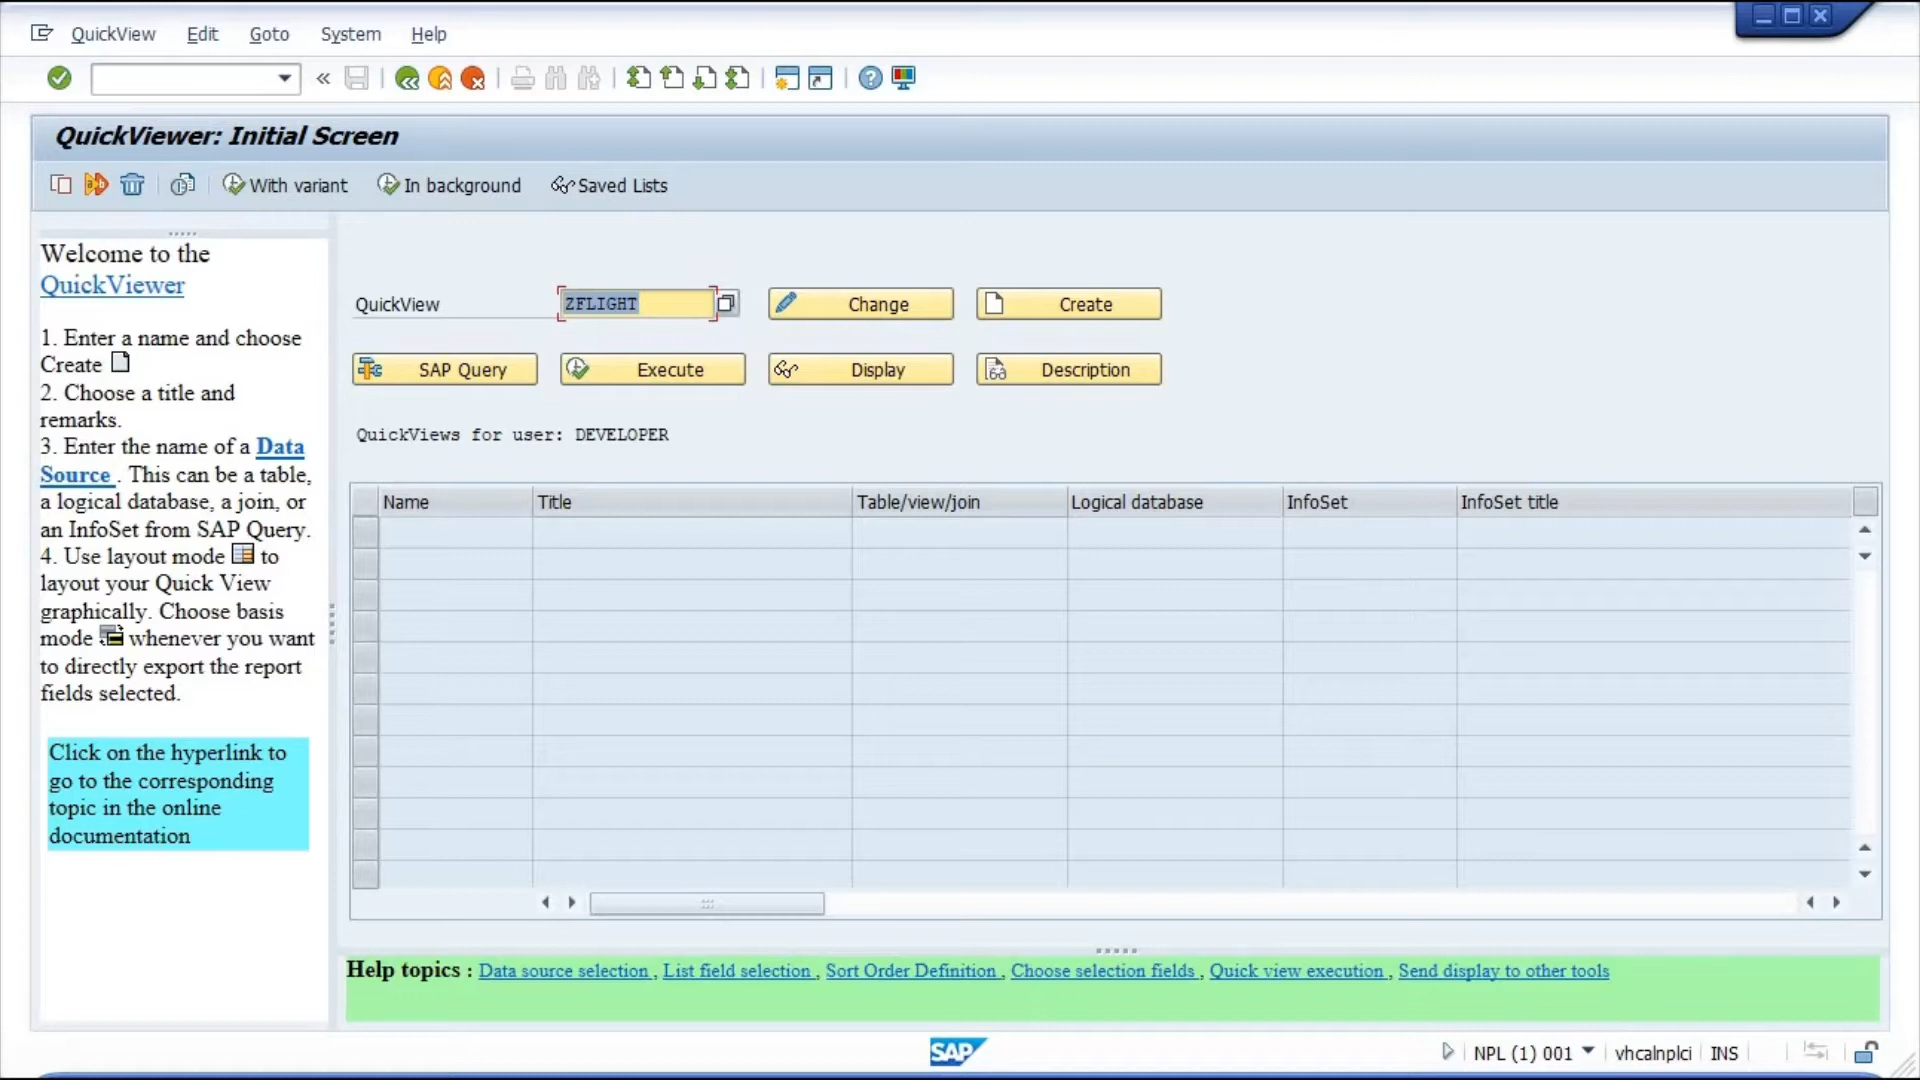 QuickView Edit Goto System Help
QuickViewer: Initial Screen
With variant In background Saved Lists
Welcome to the
QuickViewer
1. Enter a name and choose
Create
2. Choose a title and
remarks.
3. Enter the name of a Data
Source . This can be a table,
a logical database, a join, or
an InfoSet from SAP Query.
4. Use layout mode to
layout your Quick View
graphically. Choose basis
mode whenever you want
to directly export the report
fields selected.
Click on the hyperlink to
go to the corresponding
topic in the online
documentation
QuickView ZFLIGHT Change Create
SAP Query Execute Display Description
QuickViews for user: DEVELOPER
Name Title Table/view/join Logical database InfoSet InfoSet title
Help topics : Data source selection , List field selection , Sort Order Definition , Choose selection fields , Quick view execution , Send display to other tools
SAP NPL (1) 001 vhcalnplci INS